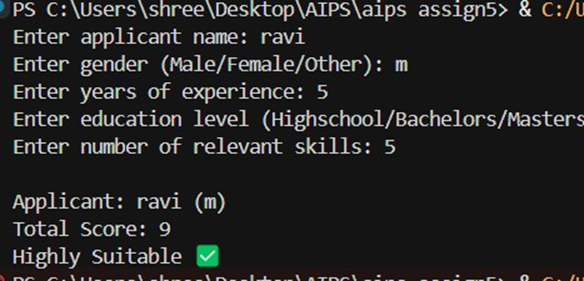 PS C:\Users\shree\Desktop\AIPS\aips assign5> & C:/U
Enter applicant name: ravi
Enter gender (Male/Female/Other): m
Enter years of experience: 5
Enter education level (Highschool/Bachelors/Masters
Enter number of relevant skills: 5
Applicant: ravi (m)
Total Score: 9
Highly Suitable ✅
PS C:\Users\shree\Desktop\AIPS\aips assign5> & C:/U